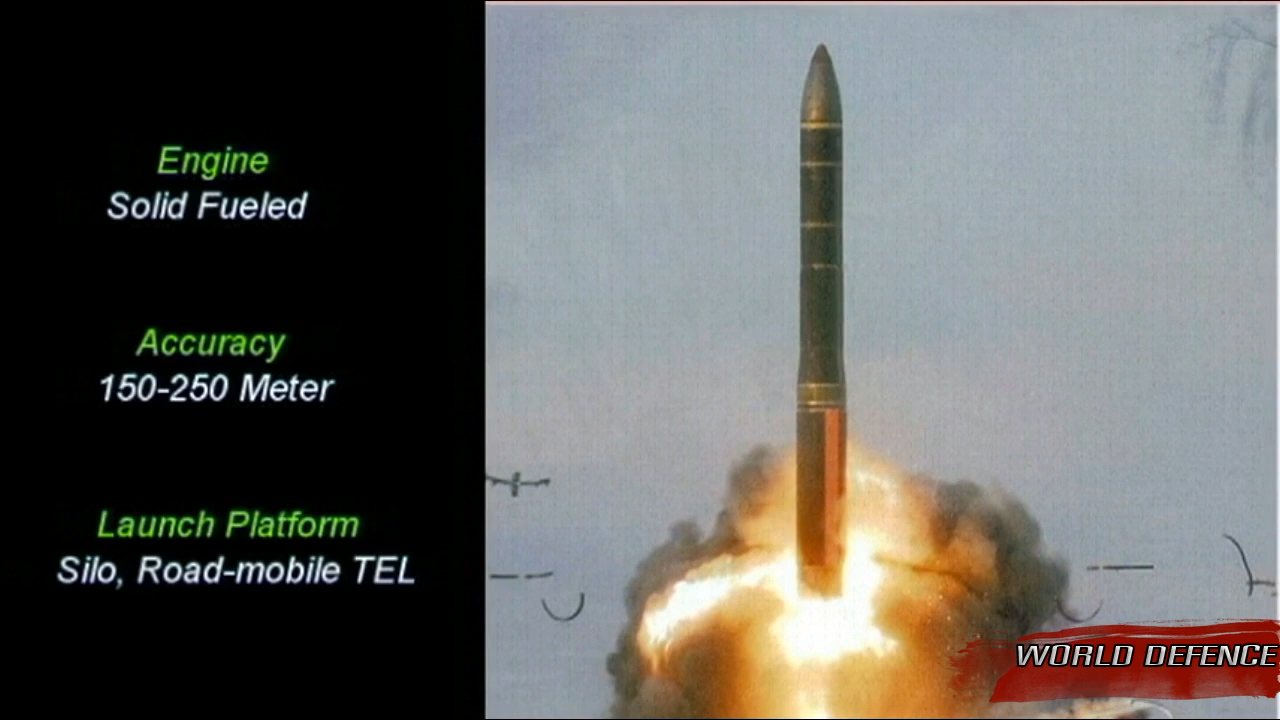 Engine
Solid Fueled
Accuracy
150-250 Meter
Launch Platform
Silo, Road-mobile TEL
WORLD DEFENCE